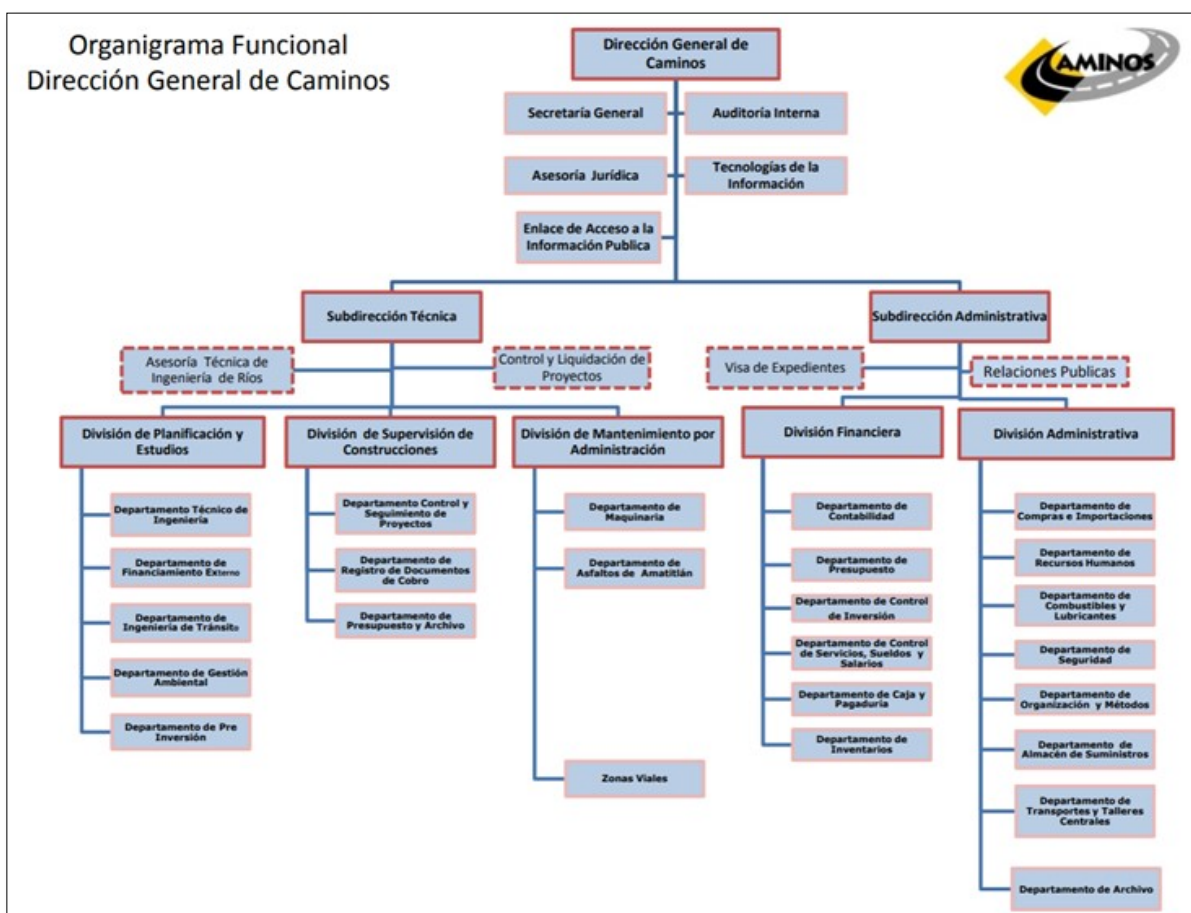 Organigrama Funcional
Dirección General de Caminos
CAMINOS
Dirección General de
Caminos
Secretaría General
Auditoría Interna
Asesoría Jurídica
Tecnologías de la
Información
Enlace de Acceso a la
Información Publica
Subdirección Técnica
Subdirección Administrativa
Asesoría Técnica de
Ingeniería de Ríos
Control y Liquidación de
Proyectos
Visa de Expedientes
Relaciones Publicas
División de Planificación y
Estudios
División de Supervisión de
Construcciones
División de Mantenimiento por
Administración
División Financiera
División Administrativa
Departamento Técnico de
Ingeniería
Departamento de
Financiamiento Externo
Departamento de
Ingeniería de Tránsito
Departamento de Gestión
Ambiental
Departamento de Pre
Inversión
Departamento Control y
Seguimiento de
Proyectos
Departamento de
Registro de Documentos
de Cobro
Departamento de
Presupuesto y Archivo
Departamento de
Maquinaria
Departamento de
Asfaltos de Amatitlán
Zonas Viales
Departamento de
Contabilidad
Departamento de
Presupuesto
Departamento de Control
de Inversión
Departamento de Control
de Servicios, Sueldos y
Salarios
Departamento de Caja y
Pagaduría
Departamento de
Inventarios
Departamento de
Compras e Importaciones
Departamento de
Recursos Humanos
Departamento de
Combustibles y
Lubricantes
Departamento de
Seguridad
Departamento de
Organización y Métodos
Departamento de
Almacén de Suministros
Departamento de
Transportes y Talleres
Centrales
Departamento de Archivo